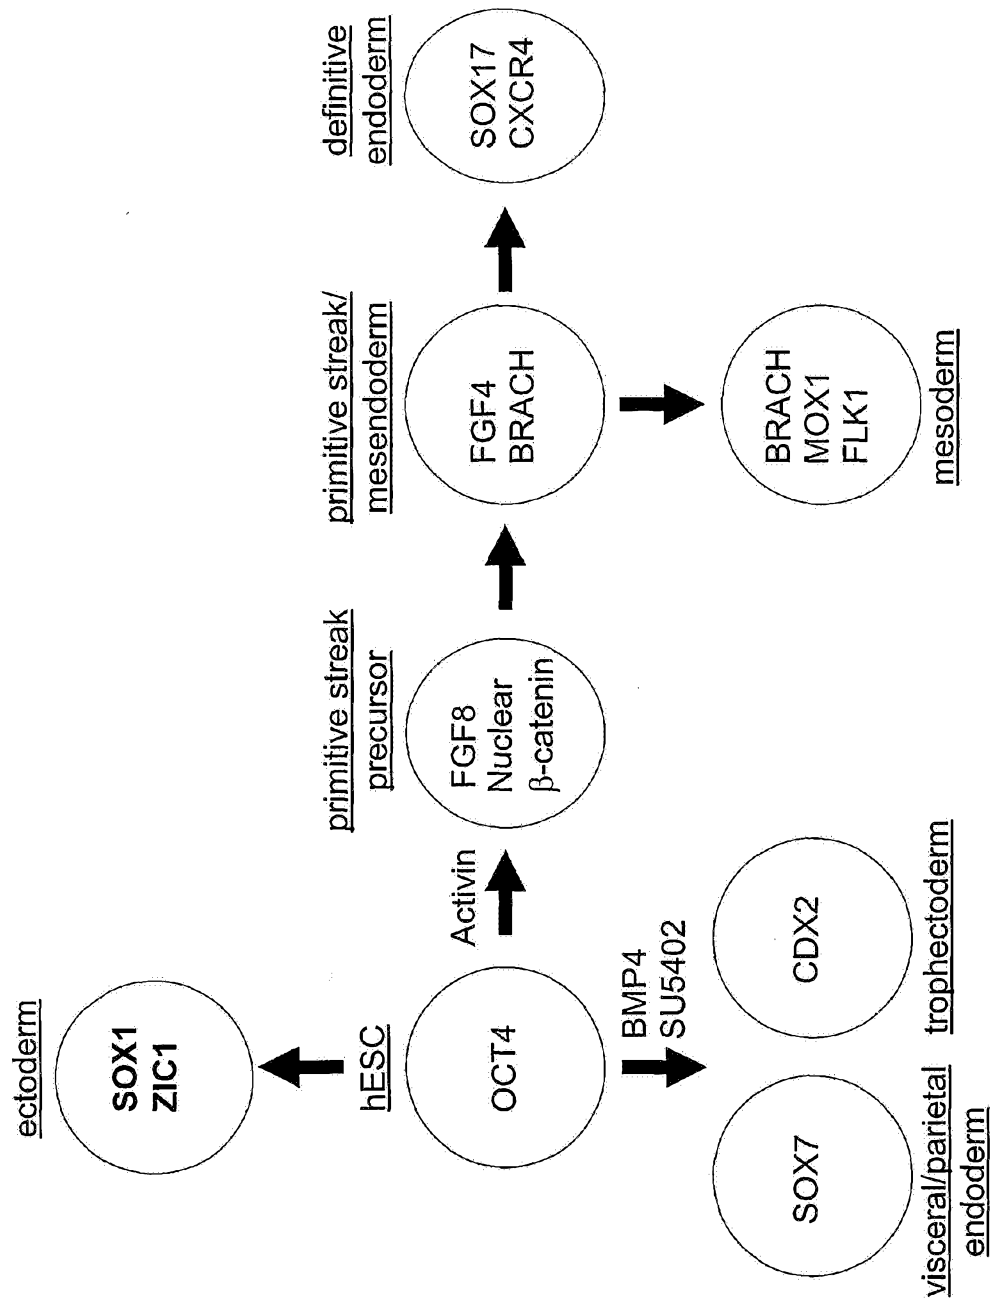 ectoderm
SOX1
ZIC1
hESC
OCT4
Activin
BMP4
SU5402
SOX7
visceral/parietal
endoderm
CDX2
trophectoderm
primitive streak
precursor
FGF8
Nuclear
β-catenin
primitive streak/
mesendoderm
FGF4
BRACH
BRACH
MOX1
FLK1
mesoderm
definitive
endoderm
SOX17
CXCR4